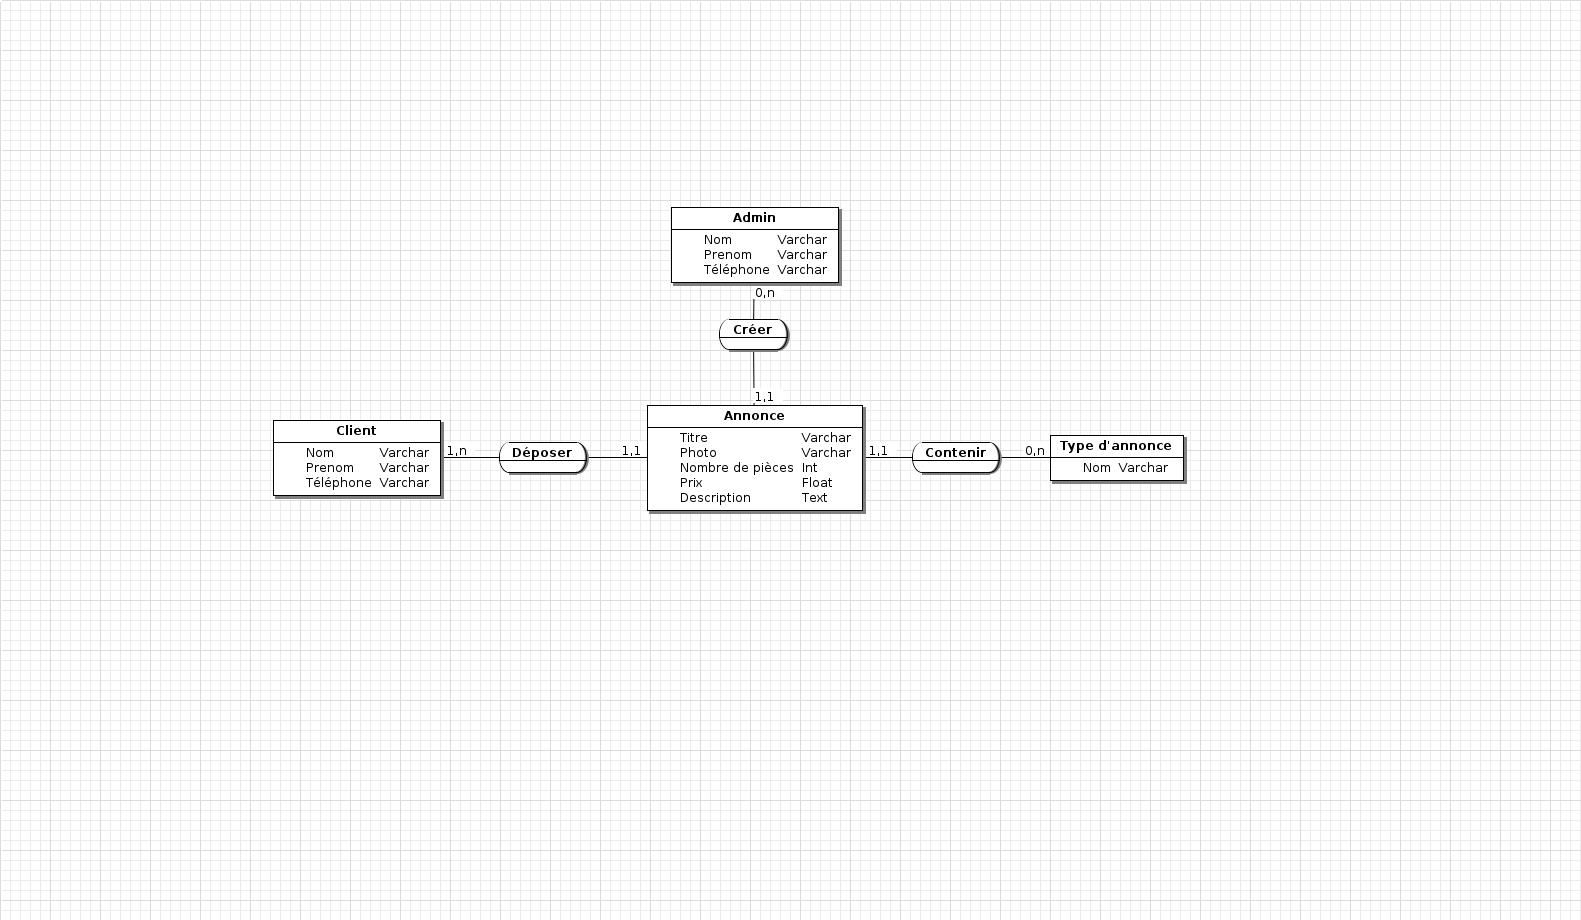 Admin
Nom Varchar
Prenom Varchar
Téléphone Varchar
0,n
Créer
1,1
Client
Nom Varchar
Prenom Varchar
Téléphone Varchar
1,n
Déposer
1,1
Annonce
Titre Varchar
Photo Varchar
Nombre de pièces Int
Prix Float
Description Text
1,1
Contenir
0,n
Type d'annonce
Nom Varchar